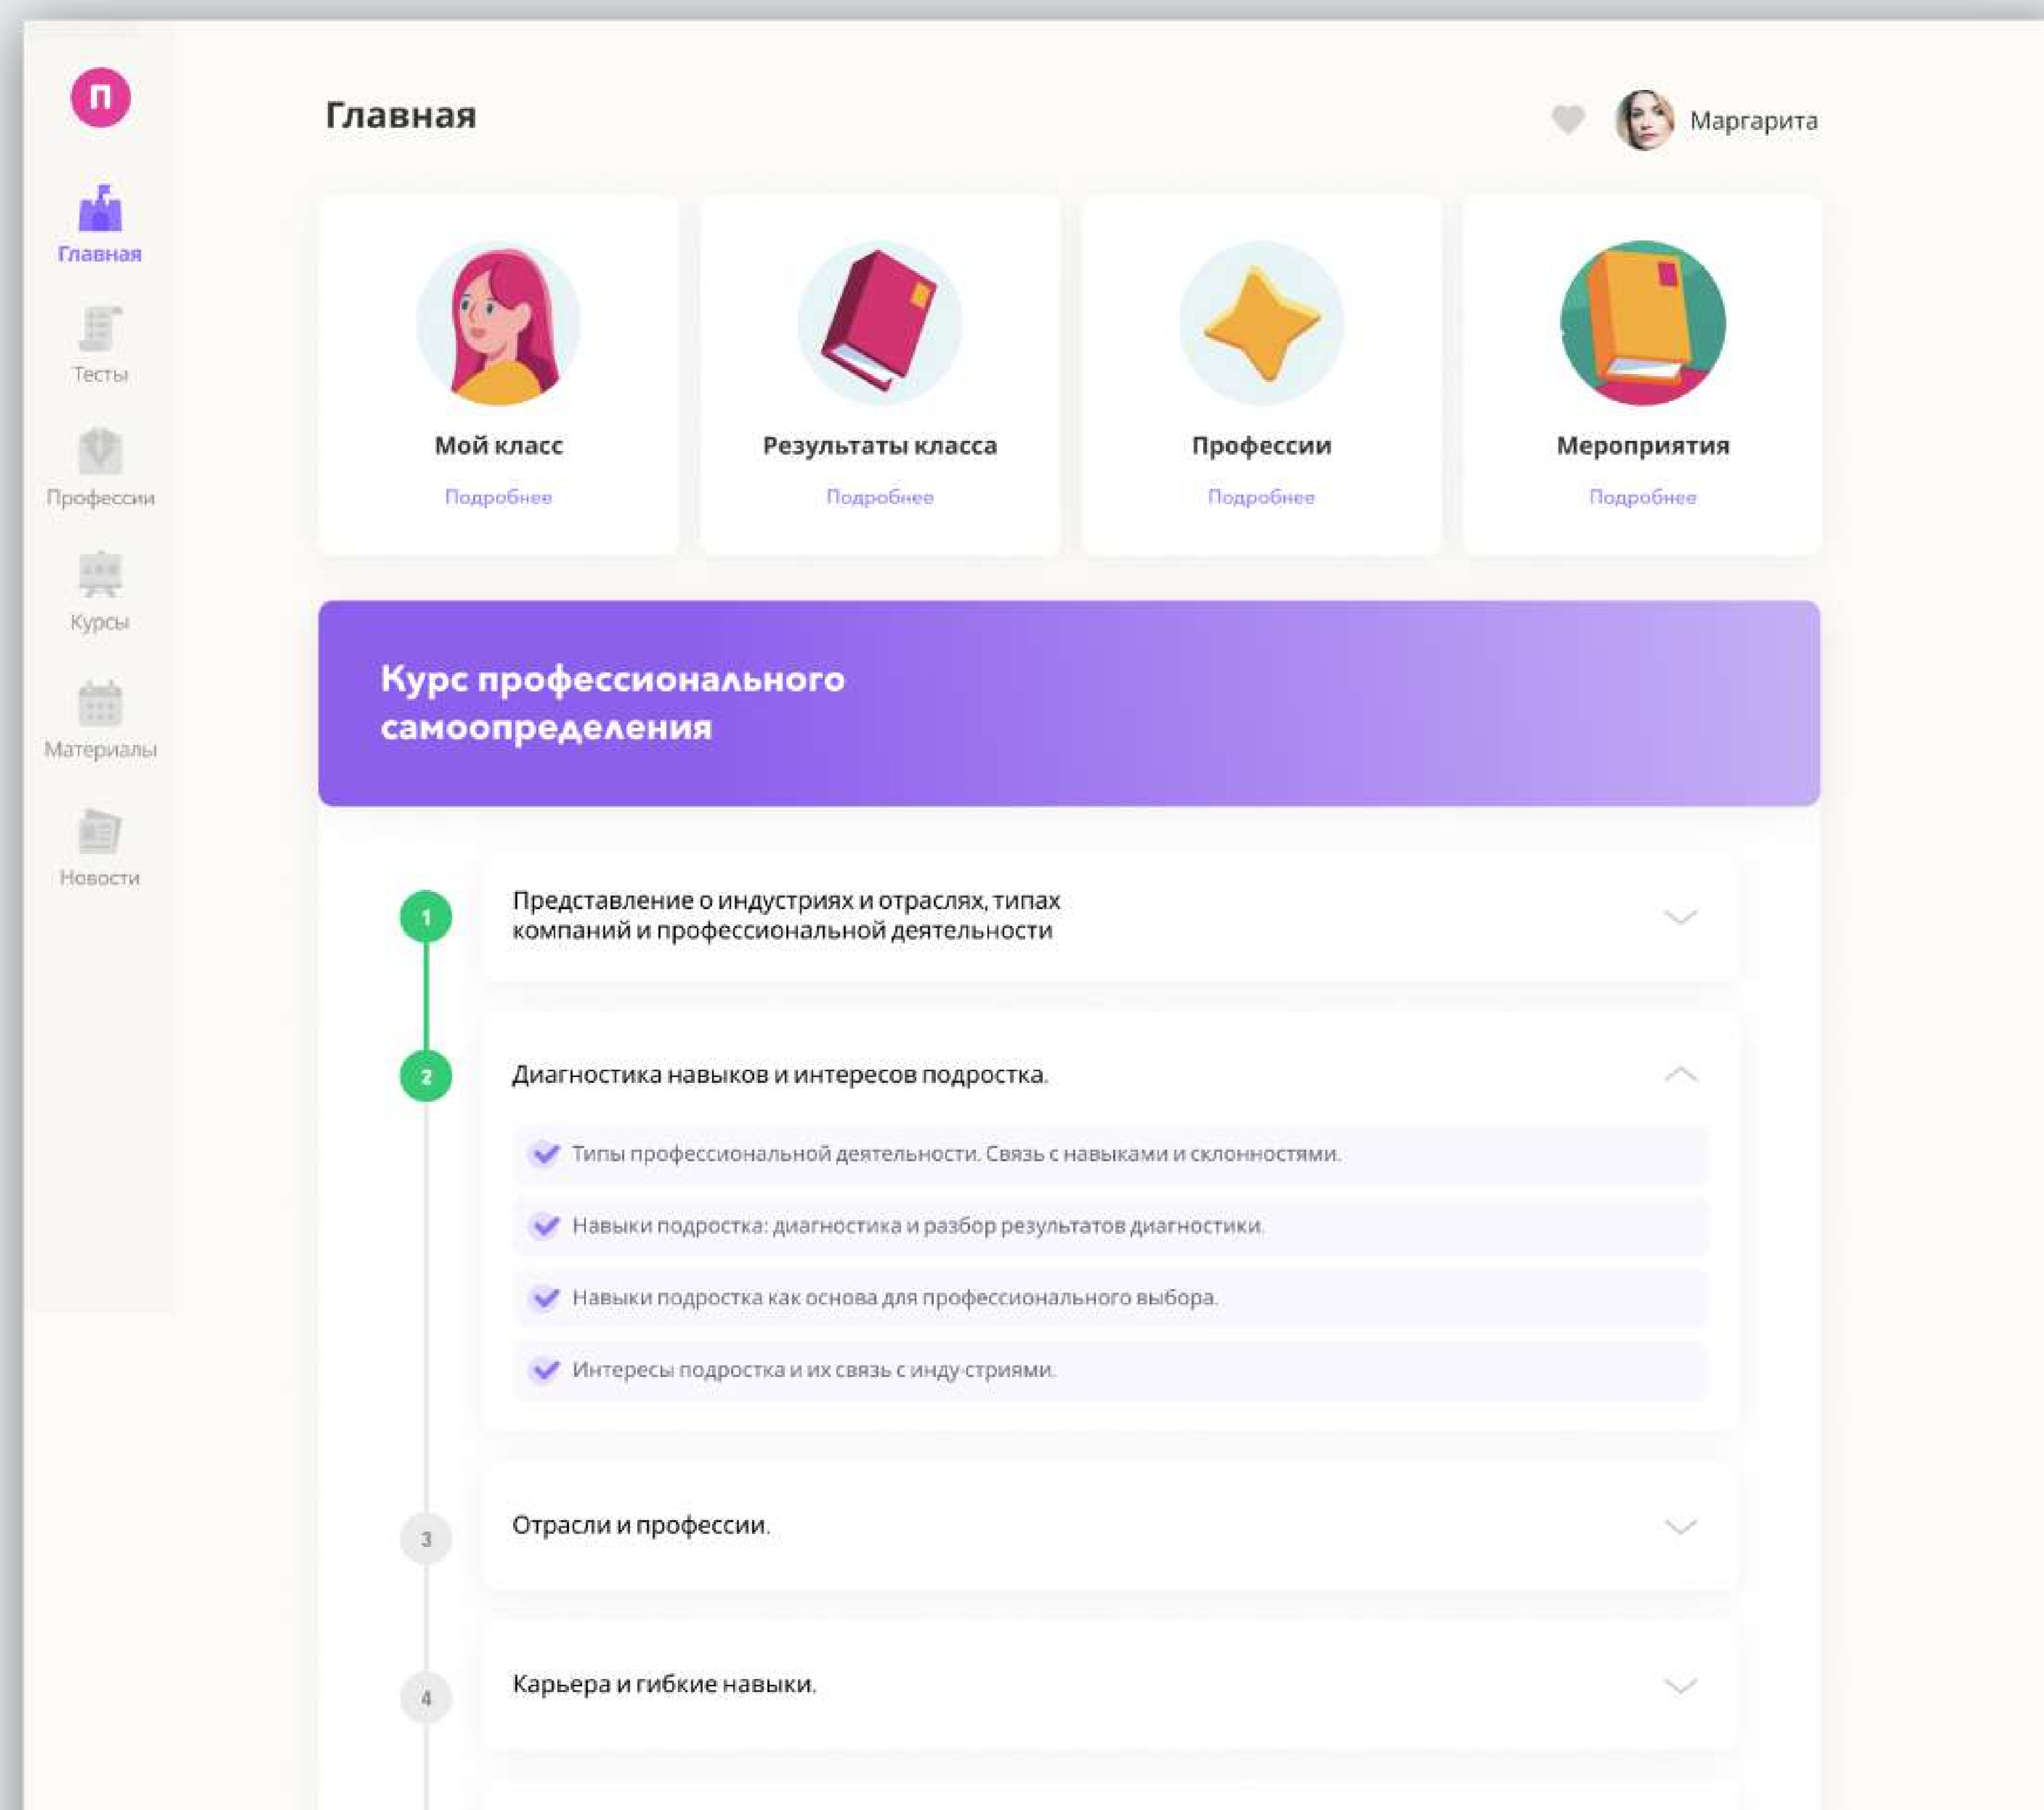 П
Главная
Тесты
Профессии
Курсы
Материалы
Новости
Главная
Маргарита
Мой класс
Подробнее
Результаты класса
Подробнее
Профессии
Подробнее
Мероприятия
Подробнее
Курс профессионального
самоопределения
1
Представление о индустриях и отраслях, типах
компаний и профессиональной деятельности
2
Диагностика навыков и интересов подростка.
Типы профессиональной деятельности. Связь с навыками и склонностями.
Навыки подростка: диагностика и разбор результатов диагностики.
Навыки подростка как основа для профессионального выбора.
Интересы подростка и их связь с инду-стриями.
3
Отрасли и профессии.
4
Карьера и гибкие навыки.